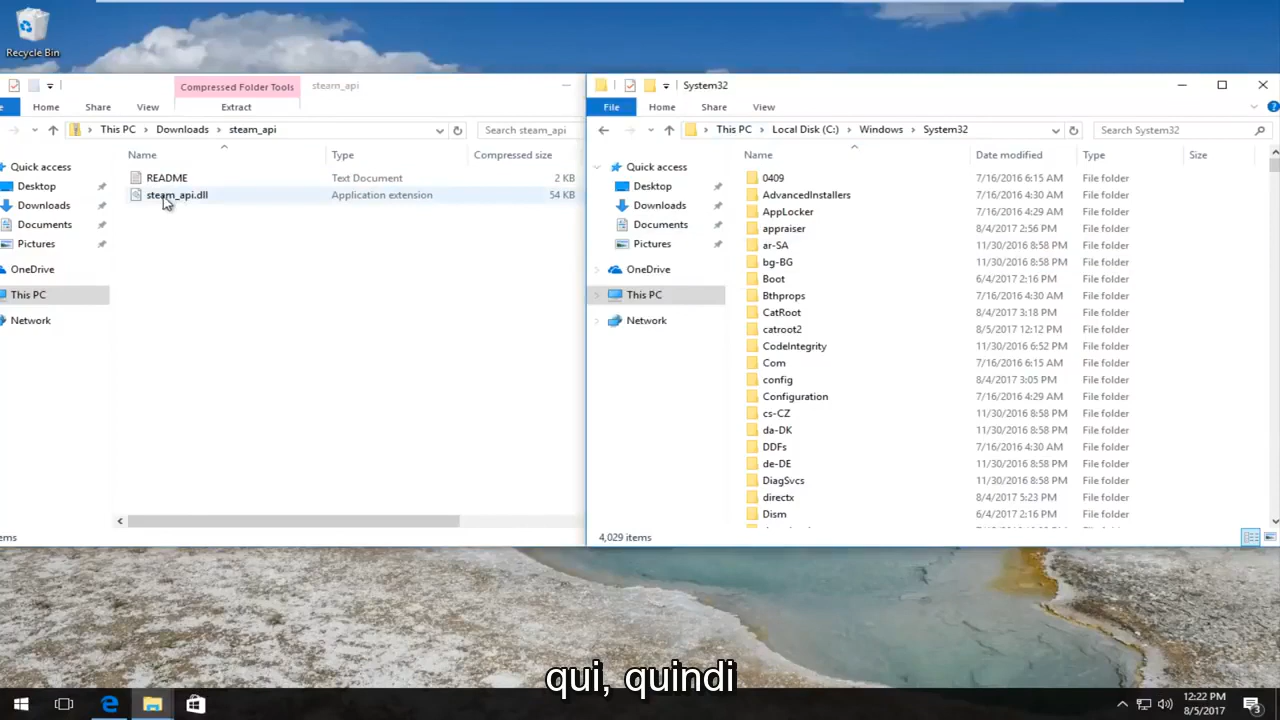 Recycle Bin
Compressed Folder Tools
steam_api
Home
Share
View
Extract
This PC
Downloads
steam_api
Search steam_api
Name
Type
Compressed size
Quick access
Desktop
Downloads
Documents
Pictures
OneDrive
This PC
Network
README
Text Document
2 KB
steam_api.dll
Application extension
54 KB
ems
System32
File
Home
Share
View
This PC
Local Disk (C:)
Windows
System32
Search System32
Quick access
Desktop
Downloads
Documents
Pictures
OneDrive
This PC
Network
Name
Date modified
Type
Size
0409 7/16/2016 6:15 AM File folder
AdvancedInstallers 7/16/2016 4:30 AM File folder
AppLocker 7/16/2016 4:29 AM File folder
appraiser 8/4/2017 2:56 PM File folder
ar-SA 11/30/2016 8:58 PM File folder
bg-BG 11/30/2016 8:58 PM File folder
Boot 6/4/2017 2:16 PM File folder
Bthprops 7/16/2016 4:30 AM File folder
CatRoot 8/4/2017 3:18 PM File folder
catroot2 8/5/2017 12:12 PM File folder
CodeIntegrity 11/30/2016 6:52 PM File folder
Com 7/16/2016 6:15 AM File folder
config 8/4/2017 3:05 PM File folder
Configuration 7/16/2016 4:29 AM File folder
cs-CZ 11/30/2016 8:58 PM File folder
da-DK 11/30/2016 8:58 PM File folder
DDFs 7/16/2016 4:30 AM File folder
de-DE 11/30/2016 8:58 PM File folder
DiagSvcs 11/30/2016 8:58 PM File folder
directx 8/4/2017 5:23 PM File folder
Dism 6/4/2017 2:16 PM File folder
4,029 items
qui, quindi
12:22 PM
8/5/2017
3